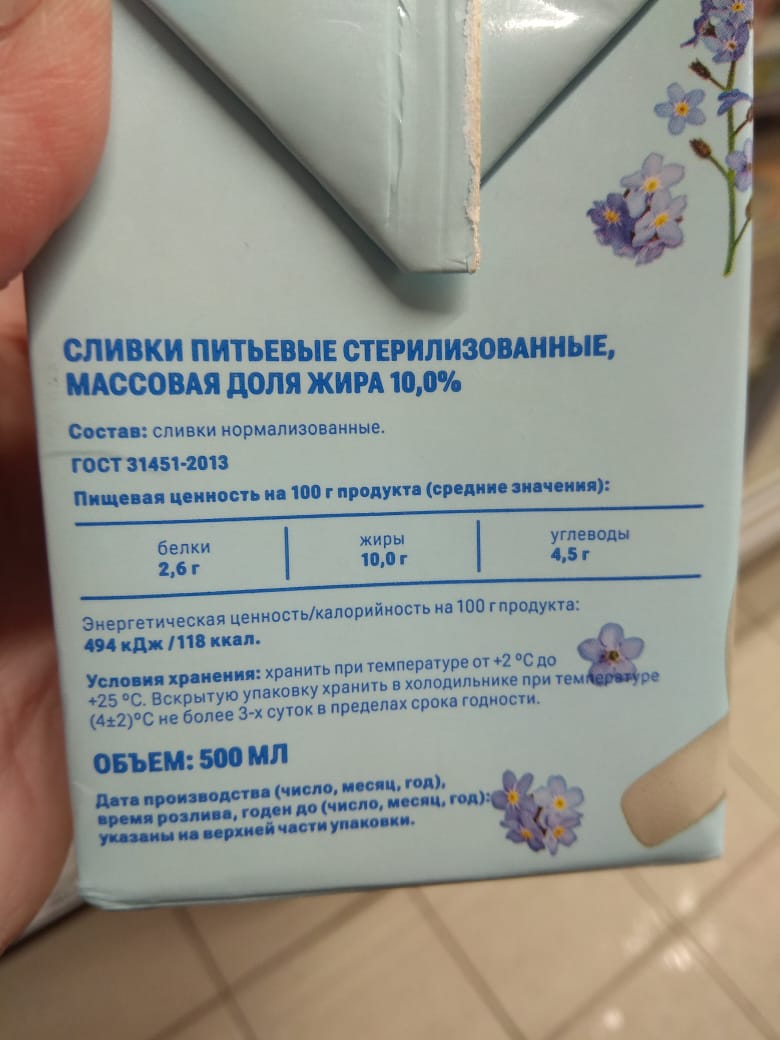 СЛИВКИ ПИТЬЕВЫЕ СТЕРИЛИЗОВАННЫЕ,
МАССОВАЯ ДОЛЯ ЖИРА 10,0%
Состав: сливки нормализованные.
ГОСТ 31451-2013
Пищевая ценность на 100 г продукта (средние значения):
белки жиры углеводы
2,6 г 10,0 г 4,5 г
Энергетическая ценность/калорийность на 100 г продукта:
494 кДж /118 ккал.
Условия хранения: хранить при температуре от +2 °С до
+25 °С. Вскрытую упаковку хранить в холодильнике при температуре
(4±2)°С не более 3-х суток в пределах срока годности.
ОБЪЕМ: 500 МЛ
Дата производства (число, месяц, год),
время розлива, годен до (число, месяц, год):
указаны на верхней части упаковки.